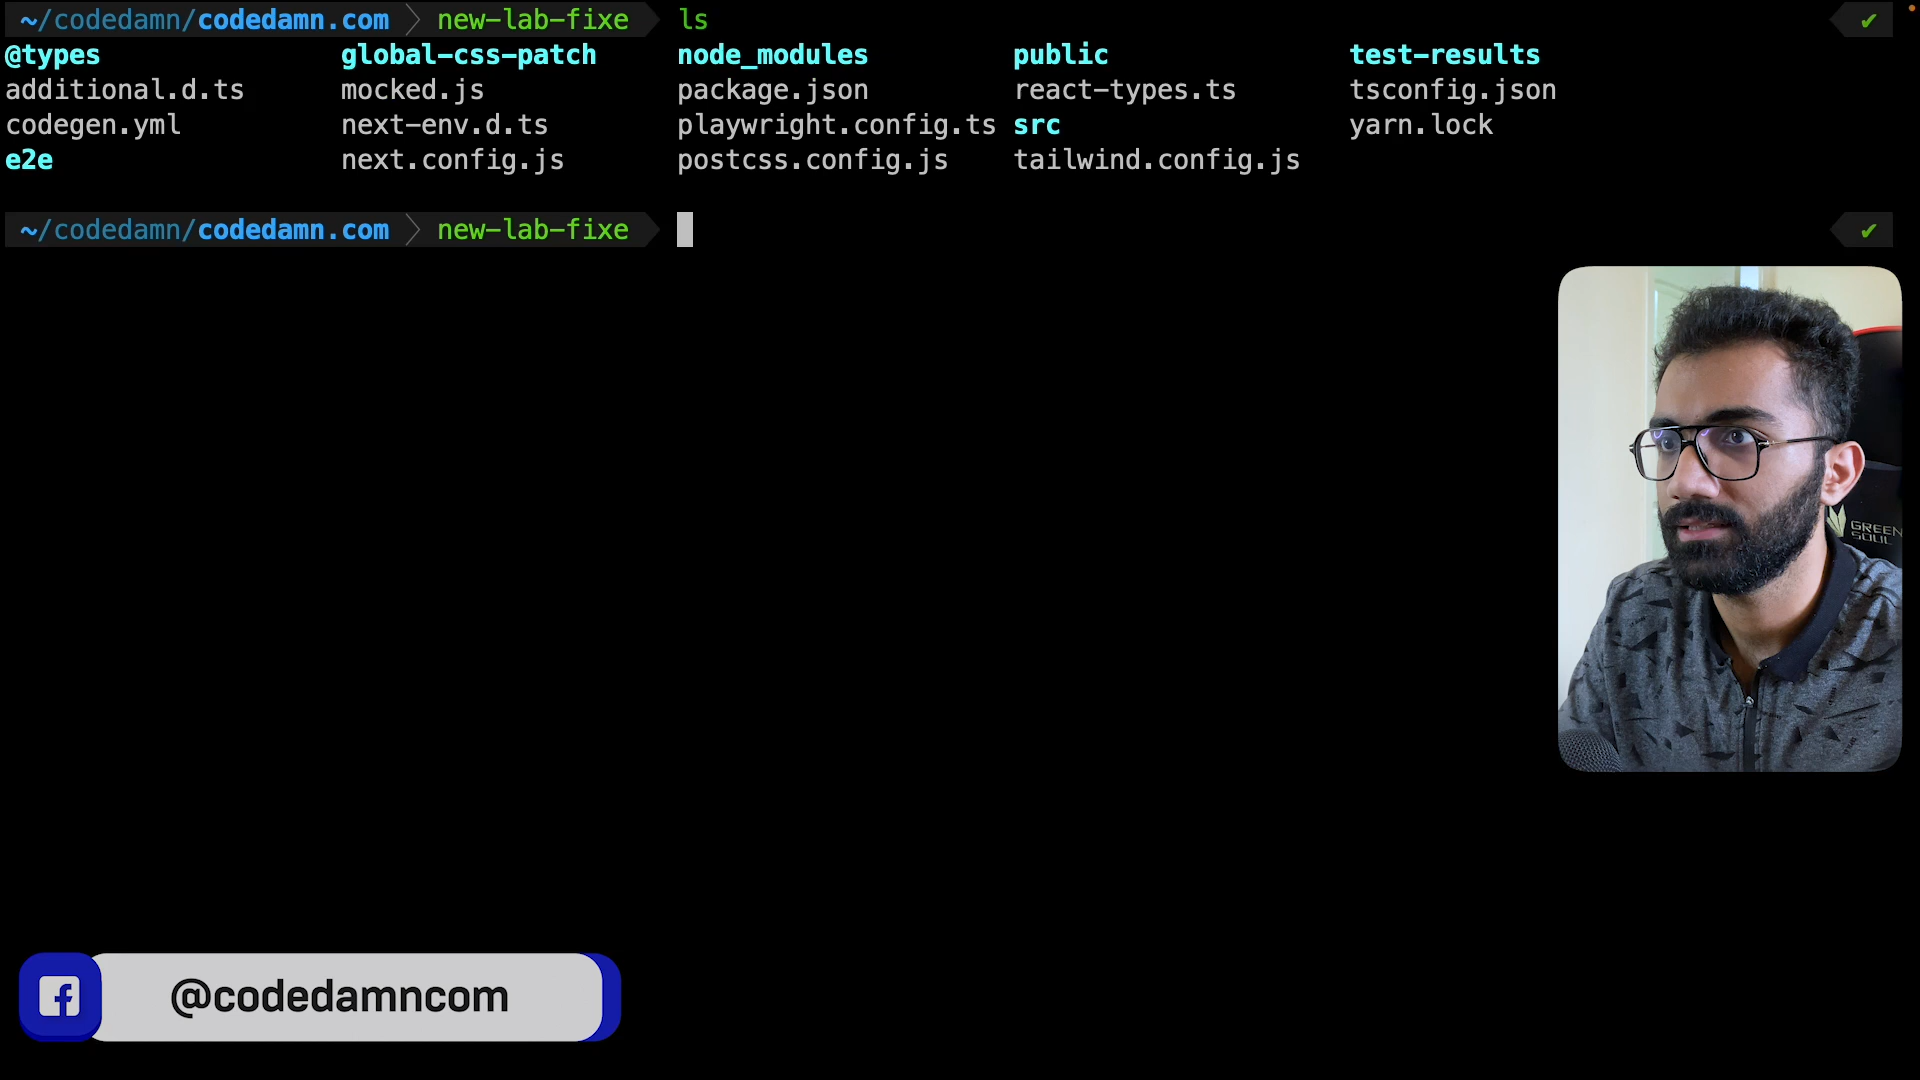 ~/codedamn/codedamn.com new-lab-fixe ls ✔
@types global-css-patch node_modules public test-results
additional.d.ts mocked.js package.json react-types.ts tsconfig.json
codegen.yml next-env.d.ts playwright.config.ts src yarn.lock
e2e next.config.js postcss.config.js tailwind.config.js
~/codedamn/codedamn.com new-lab-fixe ✔
GREEN
SOUL
@codedamncom